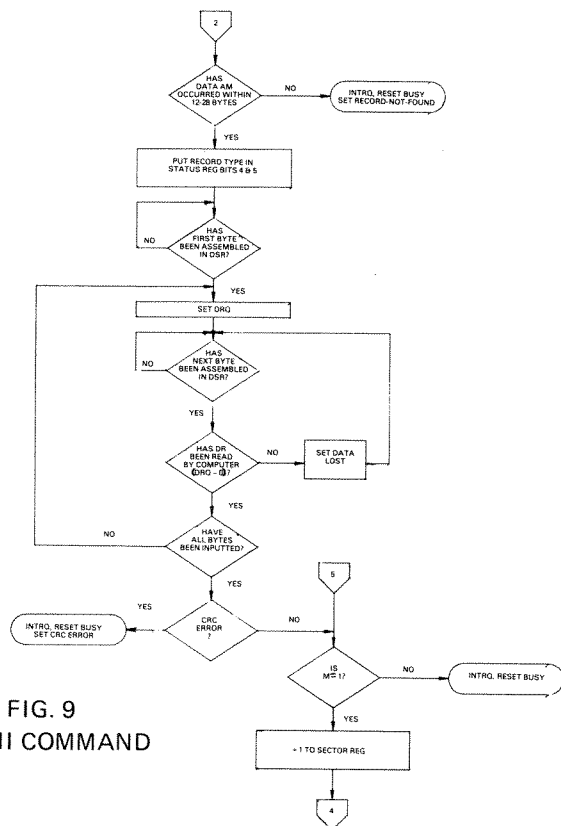 2
HAS
DATA AM
OCCURRED WITHIN
12-28 BYTES
NO
INTRQ, RESET BUSY
SET RECORD-NOT-FOUND
YES
PUT RECORD TYPE IN
STATUS REG BITS 4 & 5
HAS
FIRST BYTE
BEEN ASSEMBLED
IN DSR?
NO
YES
SET DRQ
HAS
NEXT BYTE
BEEN ASSEMBLED
IN DSR?
NO
YES
HAS DR
BEEN READ
BY COMPUTER
(DRQ – 0)?
NO
SET DATA
LOST
YES
HAVE
ALL BYTES
BEEN INPUTTED?
NO
YES
5
CRC
ERROR
?
YES
INTRQ, RESET BUSY
SET CRC ERROR
NO
IS
M = 1?
NO
INTRQ, RESET BUSY
YES
+ 1 TO SECTOR REG
4
FIG. 9
II COMMAND